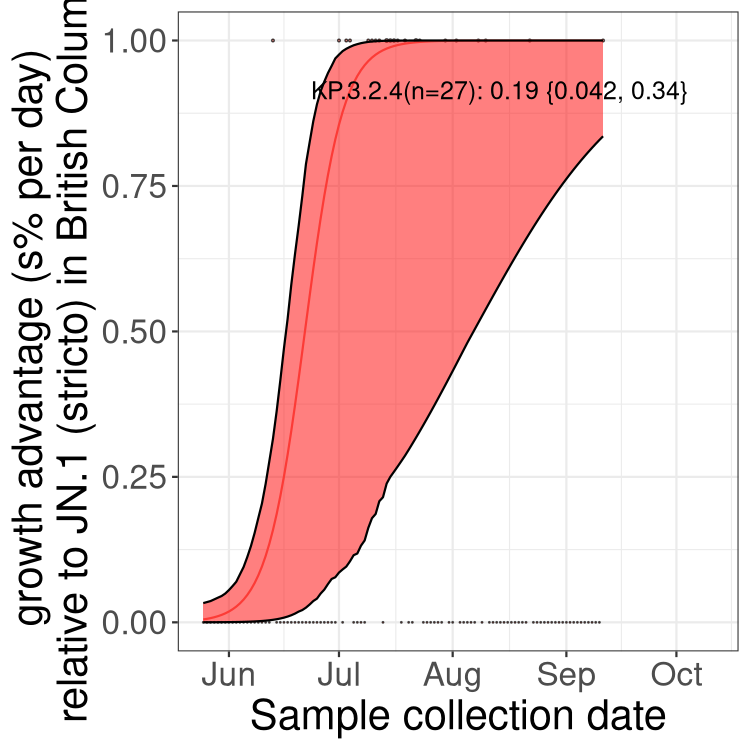 growth advantage (s% per day)
relative to JN.1 (stricto) in British Colum
1.00
0.75
0.50
0.25
0.00
KP.3.2.4(n=27): 0.19 {0.042, 0.34}
Jun Jul Aug Sep Oct
Sample collection date